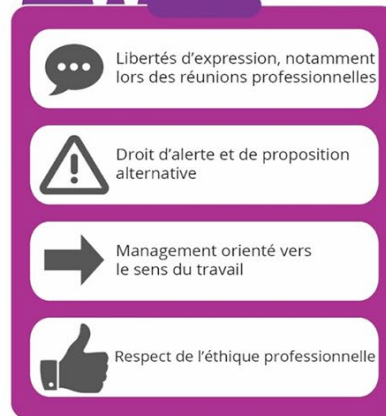 Libertés d’expression, notamment
lors des réunions professionnelles
Droit d’alerte et de proposition
alternative
Management orienté vers
le sens du travail
Respect de l’éthique professionnelle